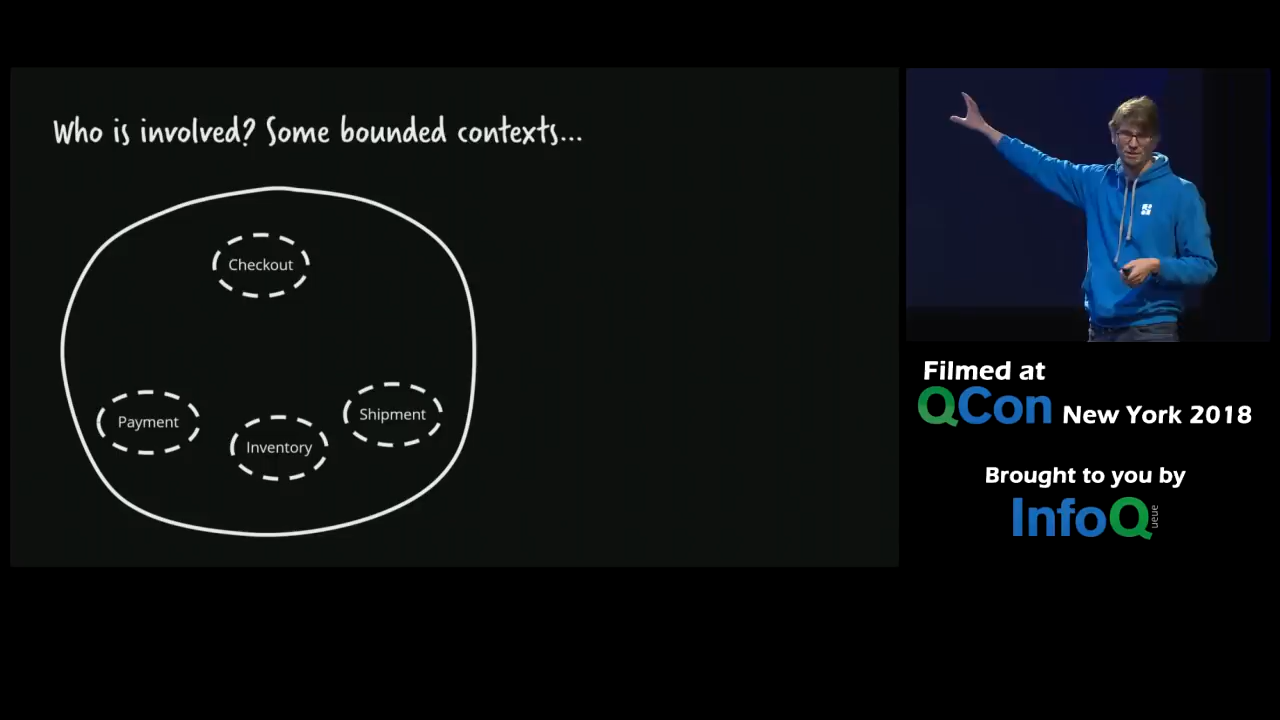 Who is involved? Some bounded contexts...
Checkout
Payment
Inventory
Shipment
Filmed at
QCon New York 2018
Brought to you by
InfoQueue